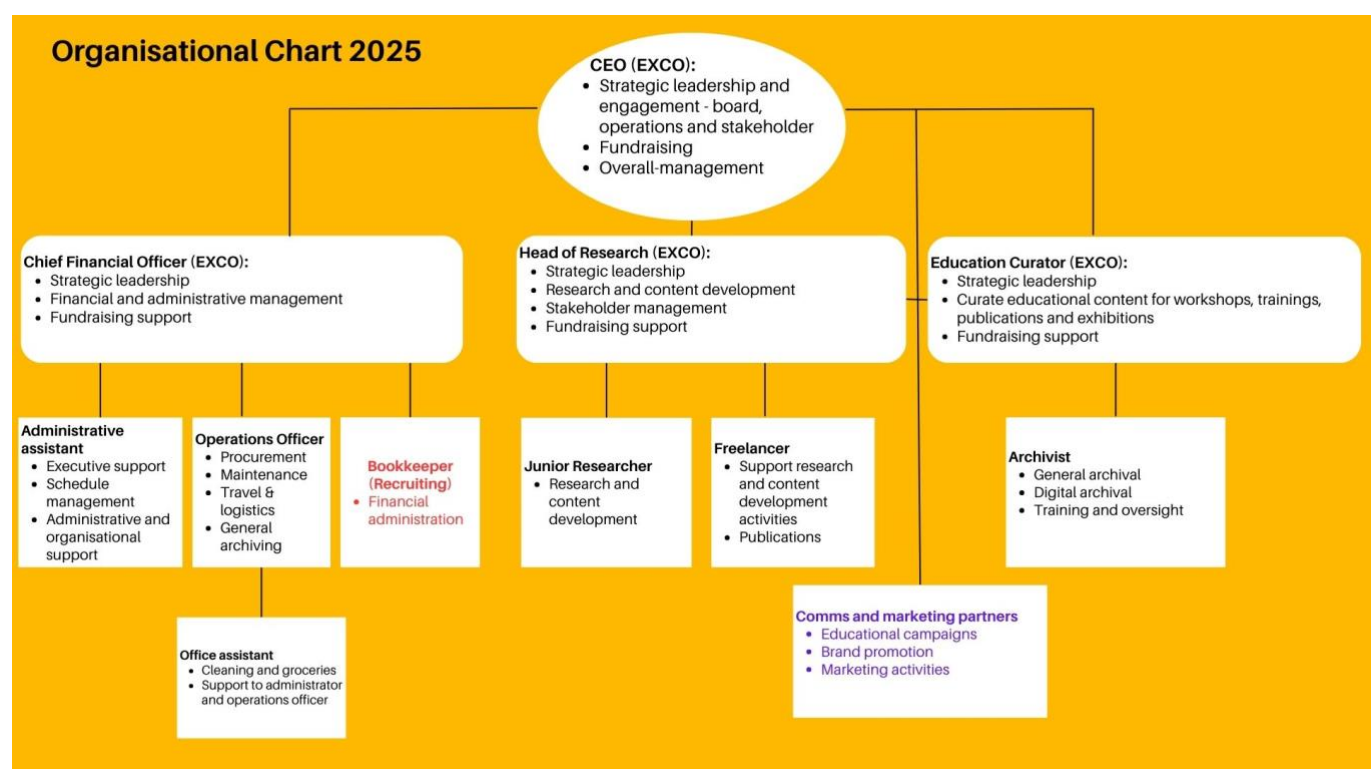 Organisational Chart 2025
CEO (EXCO):
• Strategic leadership and
engagement - board,
operations and stakeholder
• Fundraising
• Overall-management
Chief Financial Officer (EXCO):
• Strategic leadership
• Financial and administrative management
• Fundraising support
Head of Research (EXCO):
• Strategic leadership
• Research and content development
• Stakeholder management
• Fundraising support
Education Curator (EXCO):
• Strategic leadership
• Curate educational content for workshops, trainings,
publications and exhibitions
• Fundraising support
Administrative
assistant
• Executive support
• Schedule
management
• Administrative and
organisational
support
Operations Officer
• Procurement
• Maintenance
• Travel &
logistics
• General
archiving
Bookkeeper
(Recruiting)
• Financial
administration
Junior Researcher
• Research and
content
development
Freelancer
• Support research
and content
development
activities
• Publications
Archivist
• General archival
• Digital archival
• Training and oversight
Office assistant
• Cleaning and groceries
• Support to administrator
and operations officer
Comms and marketing partners
• Educational campaigns
• Brand promotion
• Marketing activities